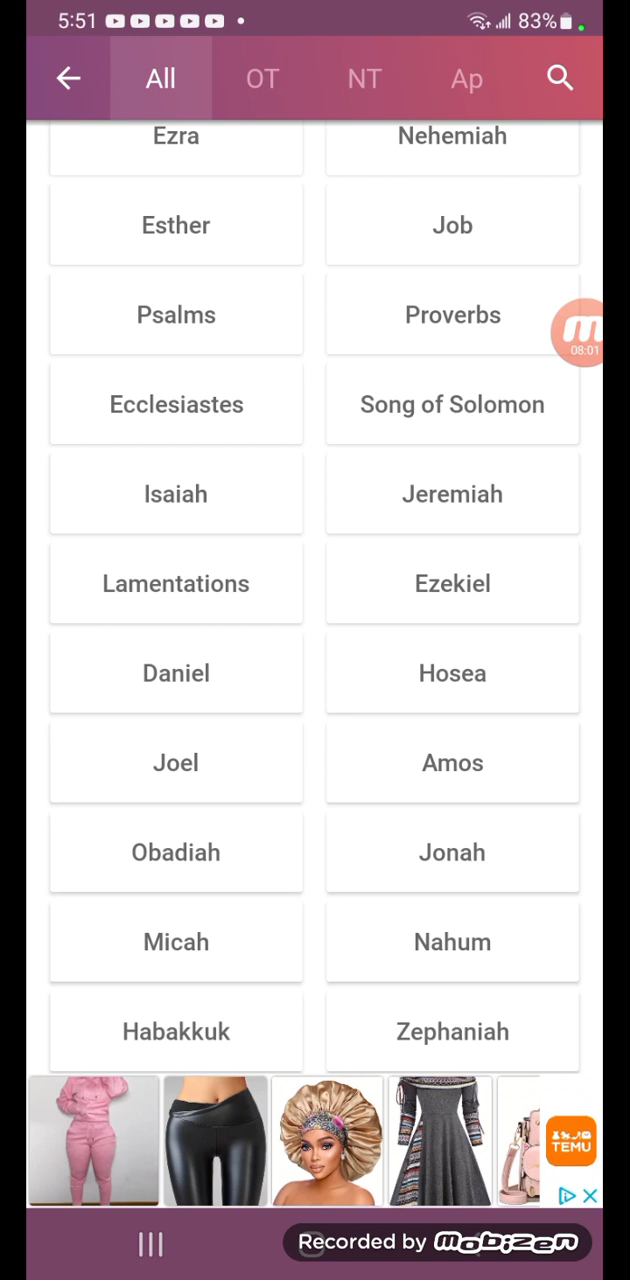 5:51 83%
All OT NT Ap
Ezra Nehemiah
Esther Job
Psalms Proverbs
08:01
Ecclesiastes Song of Solomon
Isaiah Jeremiah
Lamentations Ezekiel
Daniel Hosea
Joel Amos
Obadiah Jonah
Micah Nahum
Habakkuk Zephaniah
TEMU
Recorded by mobizen